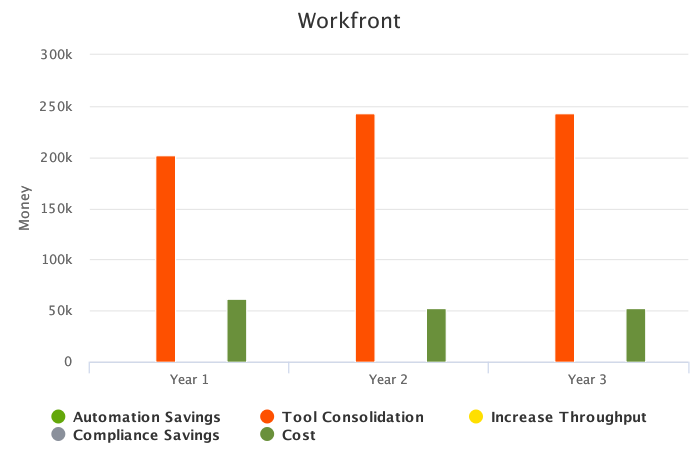 Workfront
300k
250k
200k
150k
100k
50k
0
Money
Year 1 Year 2 Year 3
Automation Savings Tool Consolidation Increase Throughput
Compliance Savings Cost